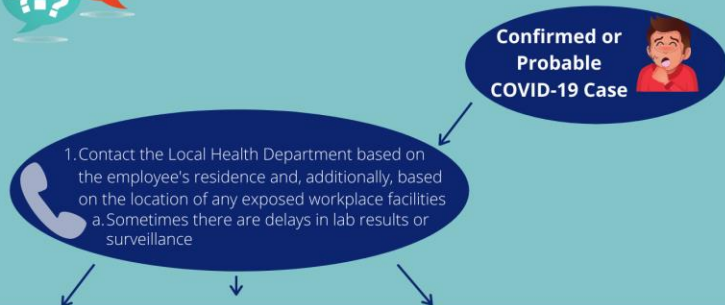 Confirmed or
Probable
COVID-19 Case
1. Contact the Local Health Department based on
the employee's residence and, additionally, based
on the location of any exposed workplace facilities
a. Sometimes there are delays in lab results or
surveillance